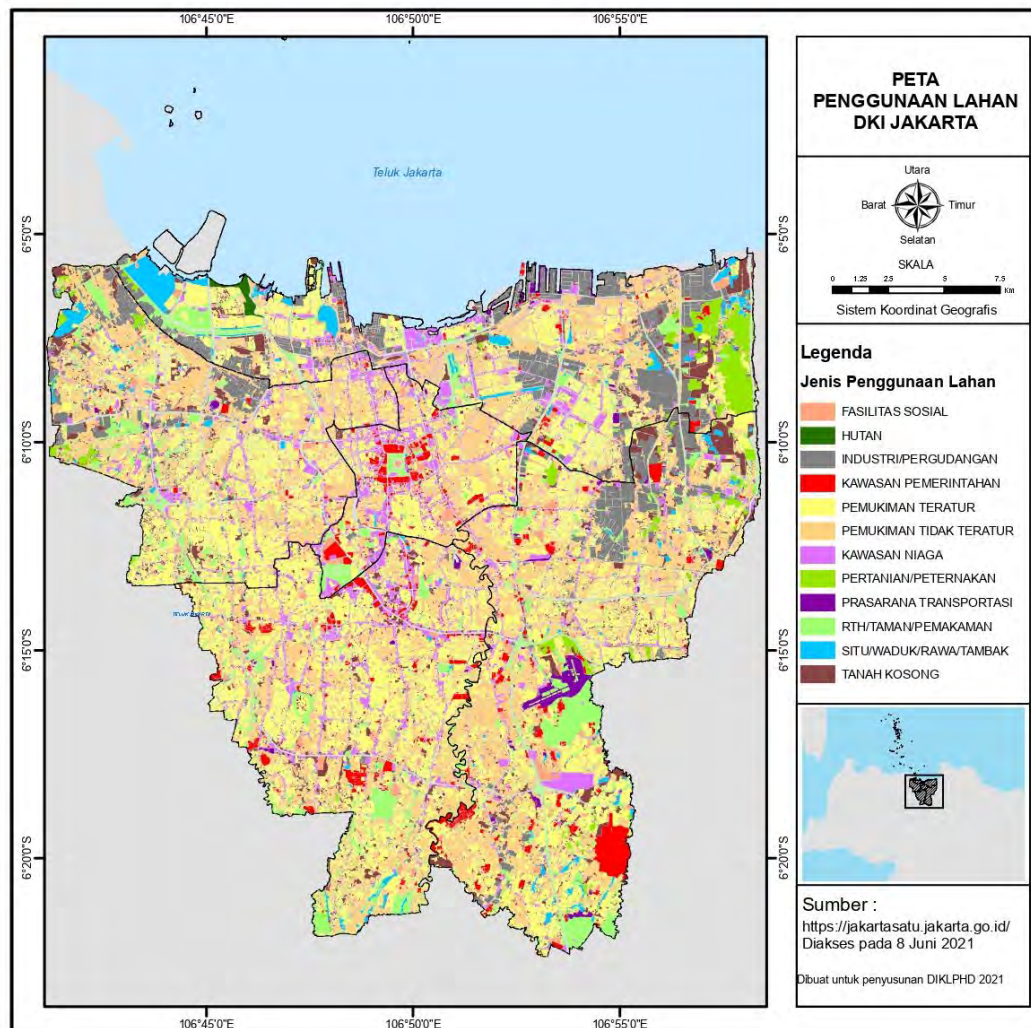 106°45'0"E 106°50'0"E 106°55'0"E
Teluk Jakarta
6°5'0"S
6°10'0"S
6°15'0"S
6°20'0"S
6°5'0"S
6°10'0"S
6°15'0"S
6°20'0"S
106°45'0"E 106°50'0"E 106°55'0"E
PETA
PENGGUNAAN LAHAN
DKI JAKARTA
Utara
Barat Timur
Selatan
SKALA
0 1.25 2.5 5 7.5
Km
Sistem Koordinat Geografis
Legenda
Jenis Penggunaan Lahan
FASILITAS SOSIAL
HUTAN
INDUSTRI/PERGUDANGAN
KAWASAN PEMERINTAHAN
PEMUKIMAN TERATUR
PEMUKIMAN TIDAK TERATUR
KAWASAN NIAGA
PERTANIAN/PETERNAKAN
PRASARANA TRANSPORTASI
RTH/TAMAN/PEMAKAMAN
SITU/WADUK/RAWA/TAMBAK
TANAH KOSONG
Sumber :
https://jakartasatu.jakarta.go.id/
Diakses pada 8 Juni 2021
Dibuat untuk penyusunan DIKLPHD 2021